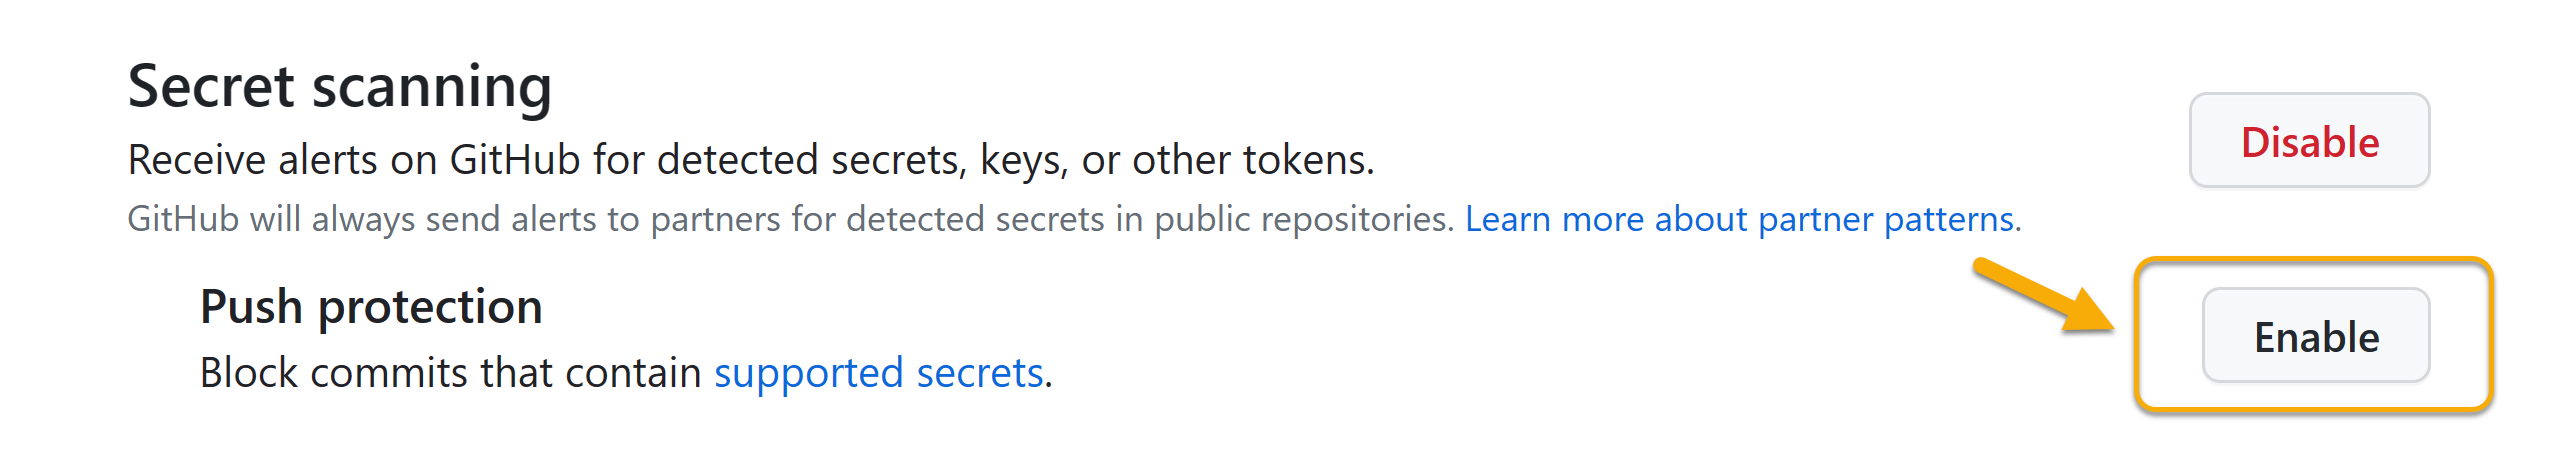 Secret scanning
Receive alerts on GitHub for detected secrets, keys, or other tokens.
Disable
GitHub will always send alerts to partners for detected secrets in public repositories. Learn more about partner patterns.
Push protection
Enable
Block commits that contain supported secrets.